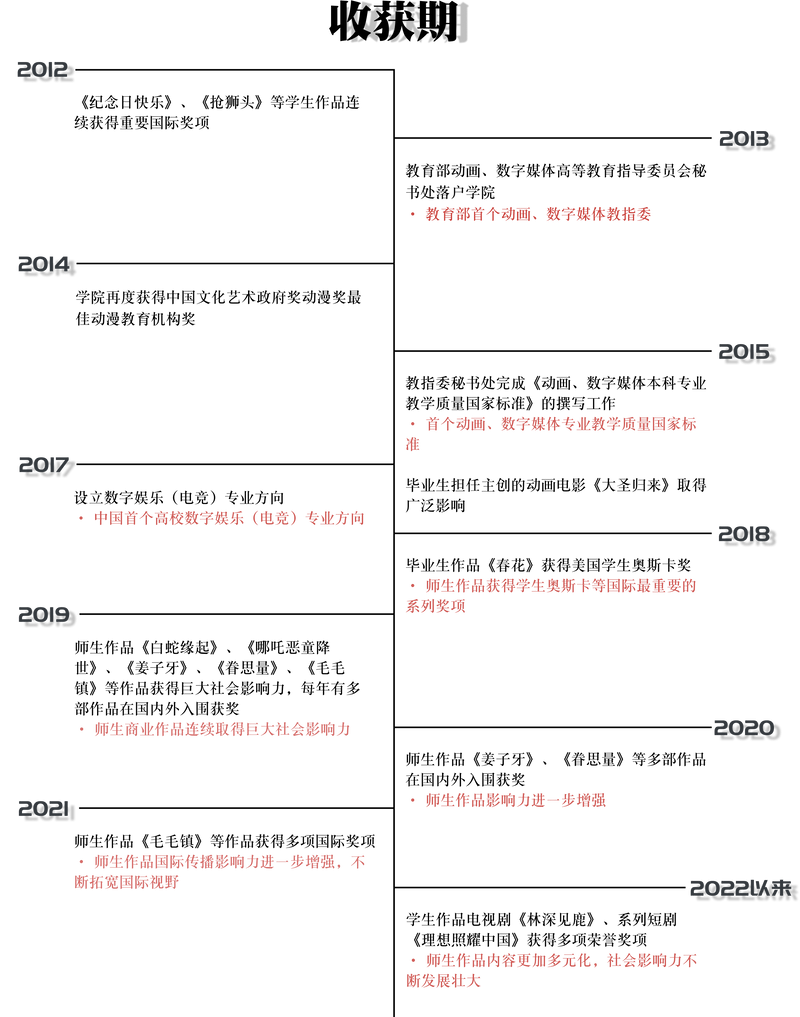 收获期
2012
《纪念日快乐》、《抢狮头》等学生作品连
续获得重要国际奖项
2013
教育部动画、数字媒体高等教育指导委员会秘
书处落户学院
• 教育部首个动画、数字媒体教指委
2014
学院再度获得中国文化艺术政府奖动漫奖最
佳动漫教育机构奖
2015
教指委秘书处完成《动画、数字媒体本科专业
教学质量国家标准》的撰写工作
• 首个动画、数字媒体专业教学质量国家标
准
毕业生担任主创的动画电影《大圣归来》取得
广泛影响
2017
设立数字娱乐（电竞）专业方向
• 中国首个高校数字娱乐（电竞）专业方向
2018
毕业生作品《春花》获得美国学生奥斯卡奖
• 师生作品获得学生奥斯卡等国际最重要的
系列奖项
2019
师生作品《白蛇缘起》、《哪吒恶童降
世》、《姜子牙》、《眷思量》、《毛毛
镇》等作品获得巨大社会影响力，每年有多
部作品在国内外入围获奖
• 师生商业作品连续取得巨大社会影响力
2020
师生作品《姜子牙》、《眷思量》等多部作品
在国内外入围获奖
• 师生作品影响力进一步增强
2021
师生作品《毛毛镇》等作品获得多项国际奖项
• 师生作品国际传播影响力进一步增强，不
断拓宽国际视野
2022以来
学生作品电视剧《林深见鹿》、系列短剧
《理想照耀中国》获得多项荣誉奖项
• 师生作品内容更加多元化，社会影响力不
断发展壮大